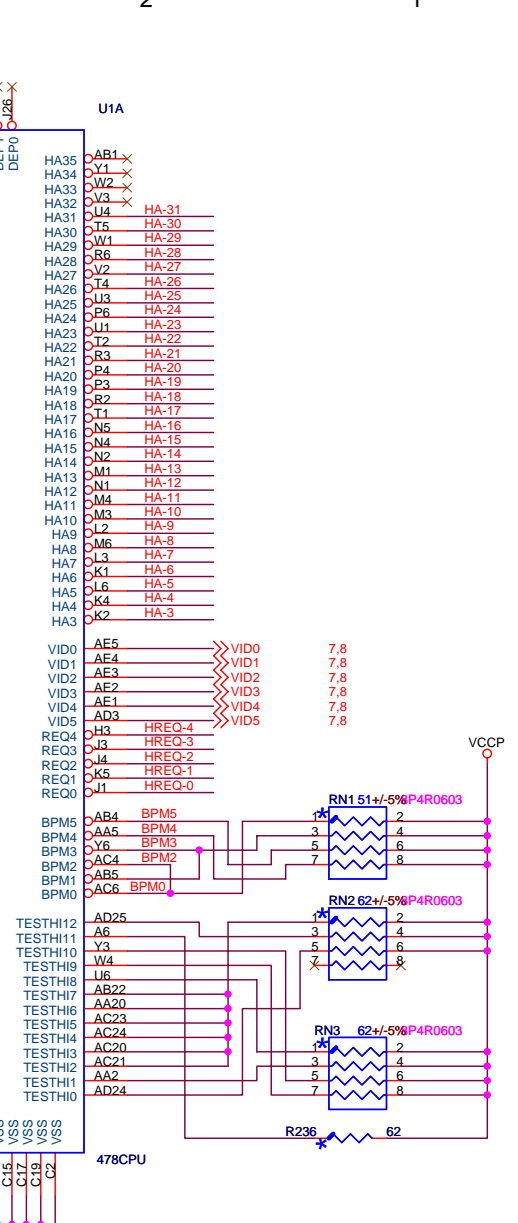 2 1
J26
DEP0
U1A
HA35 AB1
HA34 Y1
HA33 W2
HA32 V3
HA31 U4 HA-31
HA30 T5 HA-30
HA29 W1 HA-29
HA28 R6 HA-28
HA27 V2 HA-27
HA26 T4 HA-26
HA25 U3 HA-25
HA24 P6 HA-24
HA23 U1 HA-23
HA22 T2 HA-22
HA21 R3 HA-21
HA20 P4 HA-20
HA19 P3 HA-19
HA18 R2 HA-18
HA17 T1 HA-17
HA16 N5 HA-16
HA15 N4 HA-15
HA14 N2 HA-14
HA13 M1 HA-13
HA12 N1 HA-12
HA11 M4 HA-11
HA10 M3 HA-10
HA9 L2 HA-9
HA8 M6 HA-8
HA7 L3 HA-7
HA6 K1 HA-6
HA5 L6 HA-5
HA4 K4 HA-4
HA3 K2 HA-3
VID0 AE5 VID0 7,8
VID1 AE4 VID1 7,8
VID2 AE3 VID2 7,8
VID3 AE2 VID3 7,8
VID4 AE1 VID4 7,8
VID5 AD3 VID5 7,8
REQ4 H3 HREQ-4
REQ3 J3 HREQ-3
REQ2 J4 HREQ-2
REQ1 K5 HREQ-1
REQ0 J1 HREQ-0
VCCP
RN1 51+/-5% 8P4R0603
BPM5 AB4 BPM5 1 2
BPM4 AA5 BPM4 3 4
BPM3 Y6 BPM3 5 6
BPM2 AC4 BPM2 7 8
BPM1 AB5
BPM0 AC6 BPM0
RN2 62+/-5% 8P4R0603
TESTHI12 AD25 1 2
TESTHI11 A6 3 4
TESTHI10 Y3 5 6
TESTHI9 W4 7 8
TESTHI8 U6
TESTHI7 AB22
TESTHI6 AA20
TESTHI5 AC23
TESTHI4 AC24
RN3 62+/-5% 8P4R0603
TESTHI3 AC20 1 2
TESTHI2 AC21 3 4
TESTHI1 AA2 5 6
TESTHI0 AD24 7 8
R236 62
478CPU
VSS VSS VSS VSS VSS
C15 C17 C19 C2